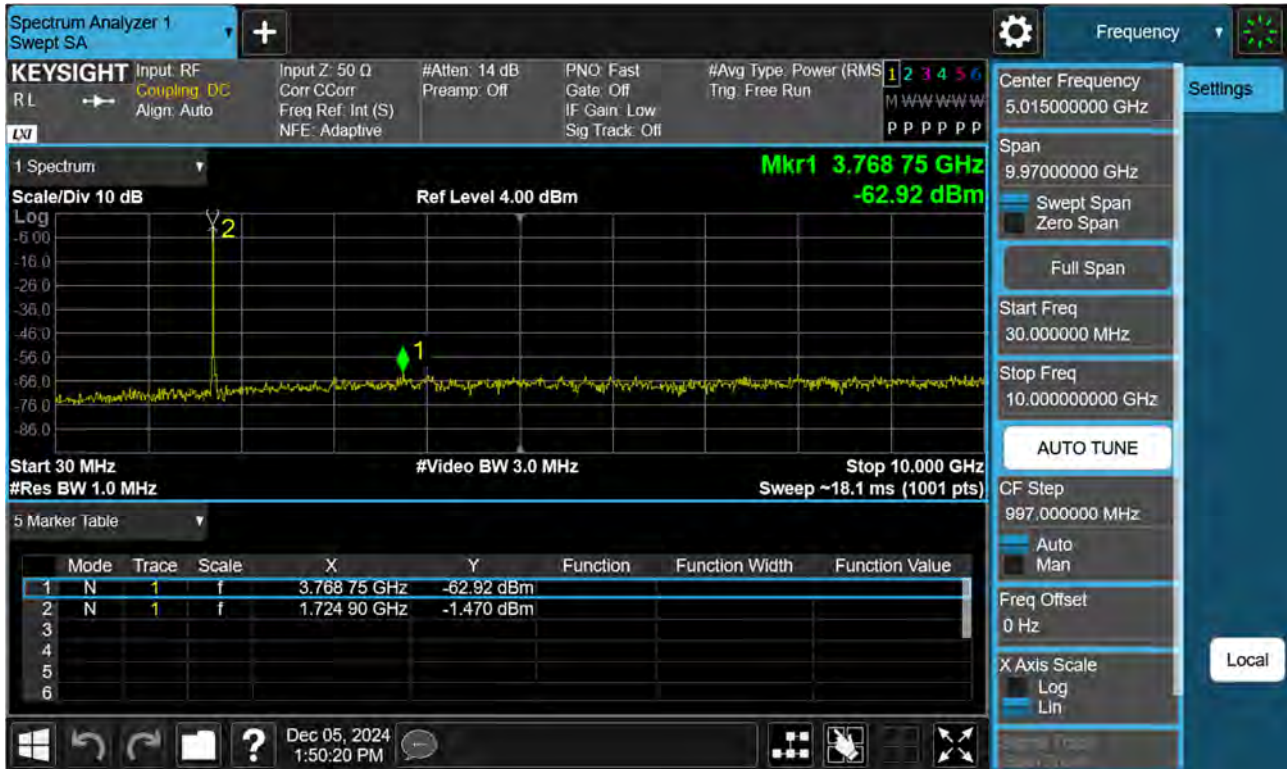 Spectrum Analyzer 1
Swept SA
+
Frequency
KEYSIGHT
RL
LXI
Input: RF
Coupling: DC
Align: Auto
Input Z: 50 Ω
Corr CCorr
Freq Ref: Int (S)
NFE: Adaptive
#Atten: 14 dB
Preamp: Off
PNO: Fast
Gate: Off
IF Gain: Low
Sig Track: Off
#Avg Type: Power (RMS
Trig: Free Run
1 2 3 4 5 6
M W W W W W
P P P P P P
1 Spectrum
Mkr1 3.768 75 GHz
-62.92 dBm
Scale/Div 10 dB
Ref Level 4.00 dBm
Log
-6.00
-16.0
-26.0
-36.0
-46.0
-56.0
-66.0
-76.0
-86.0
2
1
Start 30 MHz
#Video BW 3.0 MHz
Stop 10.000 GHz
#Res BW 1.0 MHz
Sweep ~18.1 ms (1001 pts)
5 Marker Table
Mode Trace Scale X Y Function Function Width Function Value
1 N 1 f 3.768 75 GHz -62.92 dBm
2 N 1 f 1.724 90 GHz -1.470 dBm
3
4
5
6
?
Dec 05, 2024
1:50:20 PM
Center Frequency
5.015000000 GHz
Settings
Span
9.97000000 GHz
Swept Span
Zero Span
Full Span
Start Freq
30.000000 MHz
Stop Freq
10.000000000 GHz
AUTO TUNE
CF Step
997.000000 MHz
Auto
Man
Freq Offset
0 Hz
X Axis Scale
Log
Lin
Local